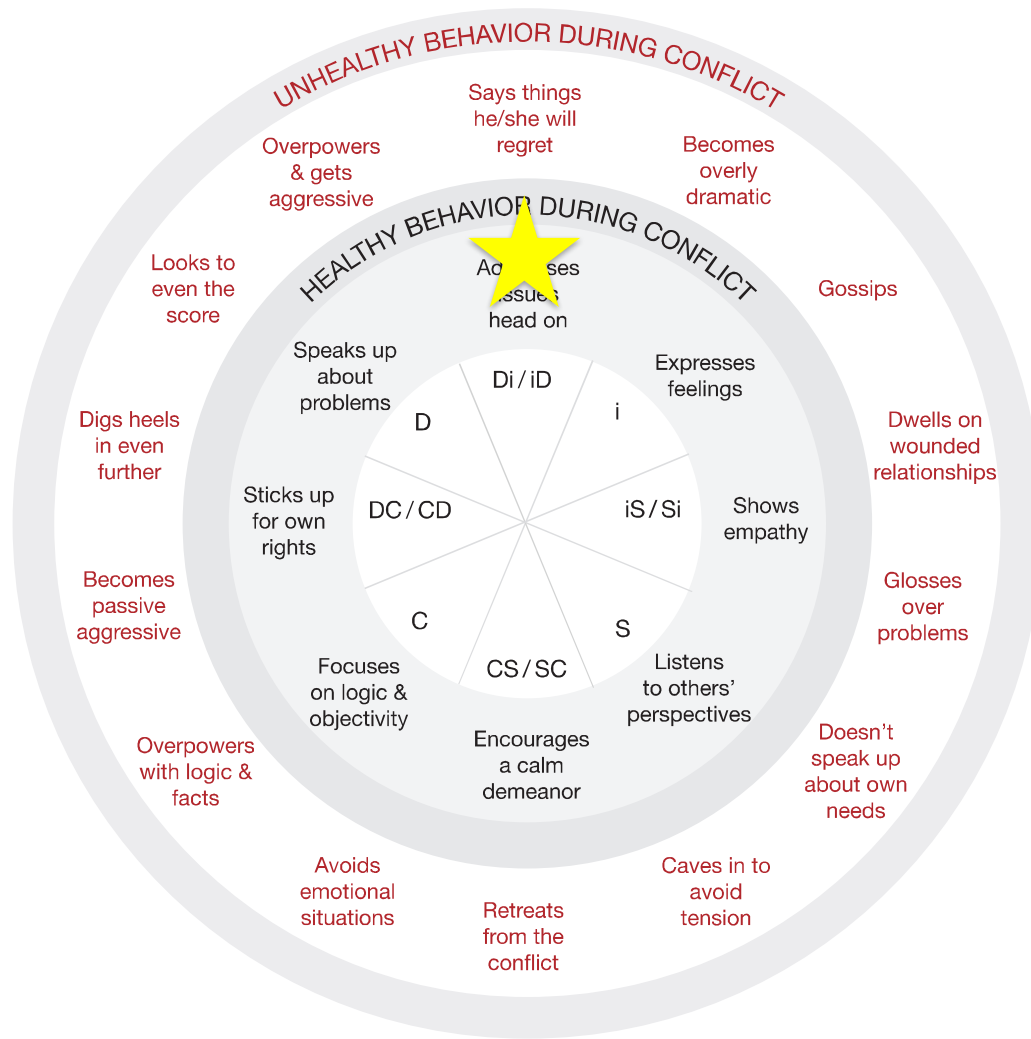 UNHEALTHY BEHAVIOR DURING CONFLICT
Says things
he/she will
regret
Becomes
overly
dramatic
Gossips
Dwells on
wounded
relationships
Glosses
over
problems
Doesn’t
speak up
about own
needs
Caves in to
avoid
tension
Retreats
from the
conflict
Avoids
emotional
situations
Overpowers
with logic &
facts
Becomes
passive
aggressive
Digs heels
in even
further
Looks to
even the
score
Overpowers
& gets
aggressive
HEALTHY BEHAVIOR DURING CONFLICT
issues
head on
Expresses
feelings
Shows
empathy
Listens
to others’
perspectives
Encourages
a calm
demeanor
Focuses
on logic &
objectivity
Sticks up
for own
rights
Speaks up
about
problems
Di / iD
i
iS / Si
S
CS / SC
C
DC / CD
D